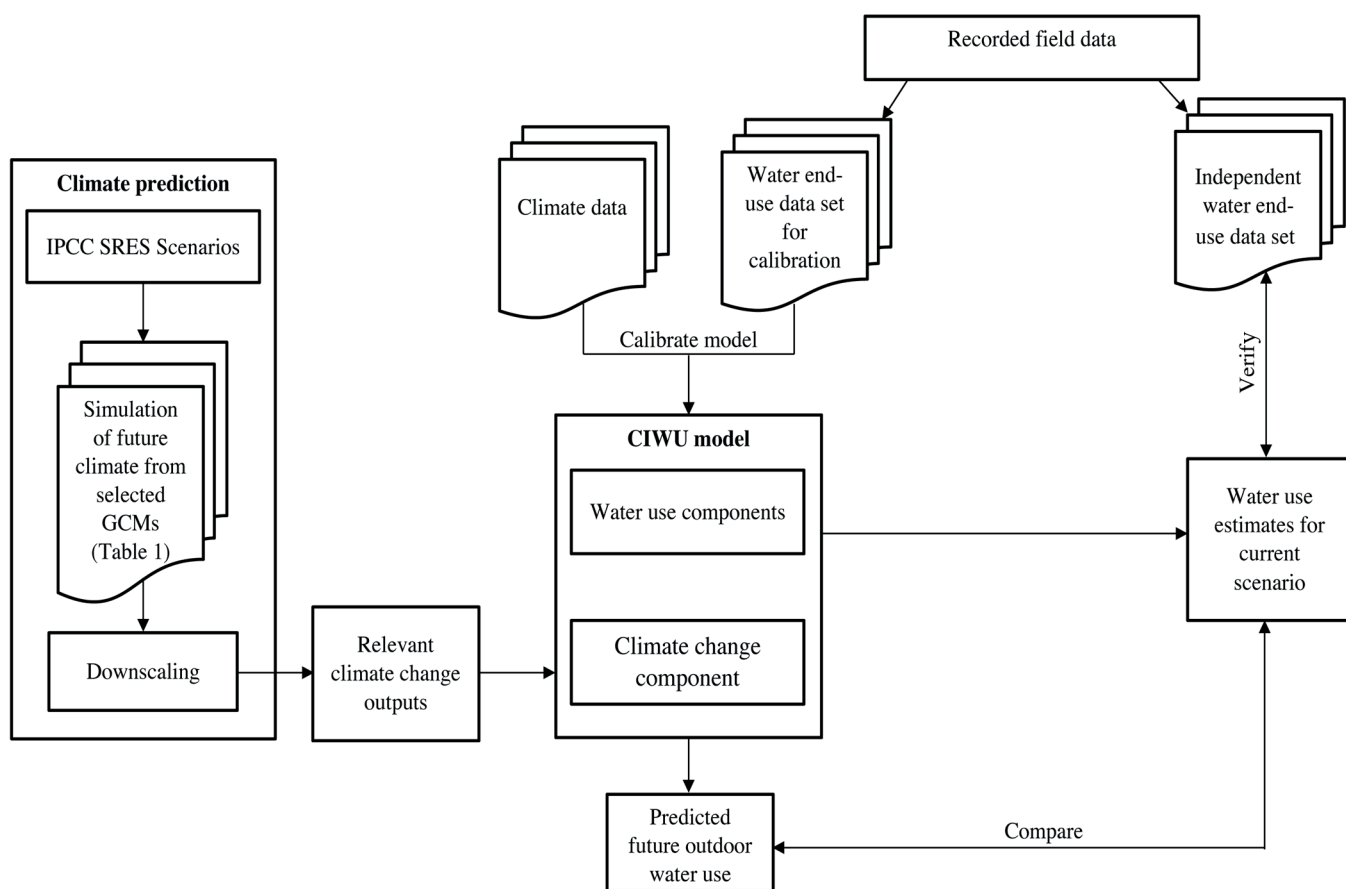 Recorded field data
Climate prediction
IPCC SRES Scenarios
Simulation
of future
climate from
selected
GCMs
(Table 1)
Downscaling
Relevant
climate change
outputs
Climate data
Water end-
use data set
for
calibration
Independent
water end-
use data set
Calibrate model
CIWU model
Water use components
Climate change
component
Verify
Water use
estimates for
current
scenario
Predicted
future outdoor
water use
Compare